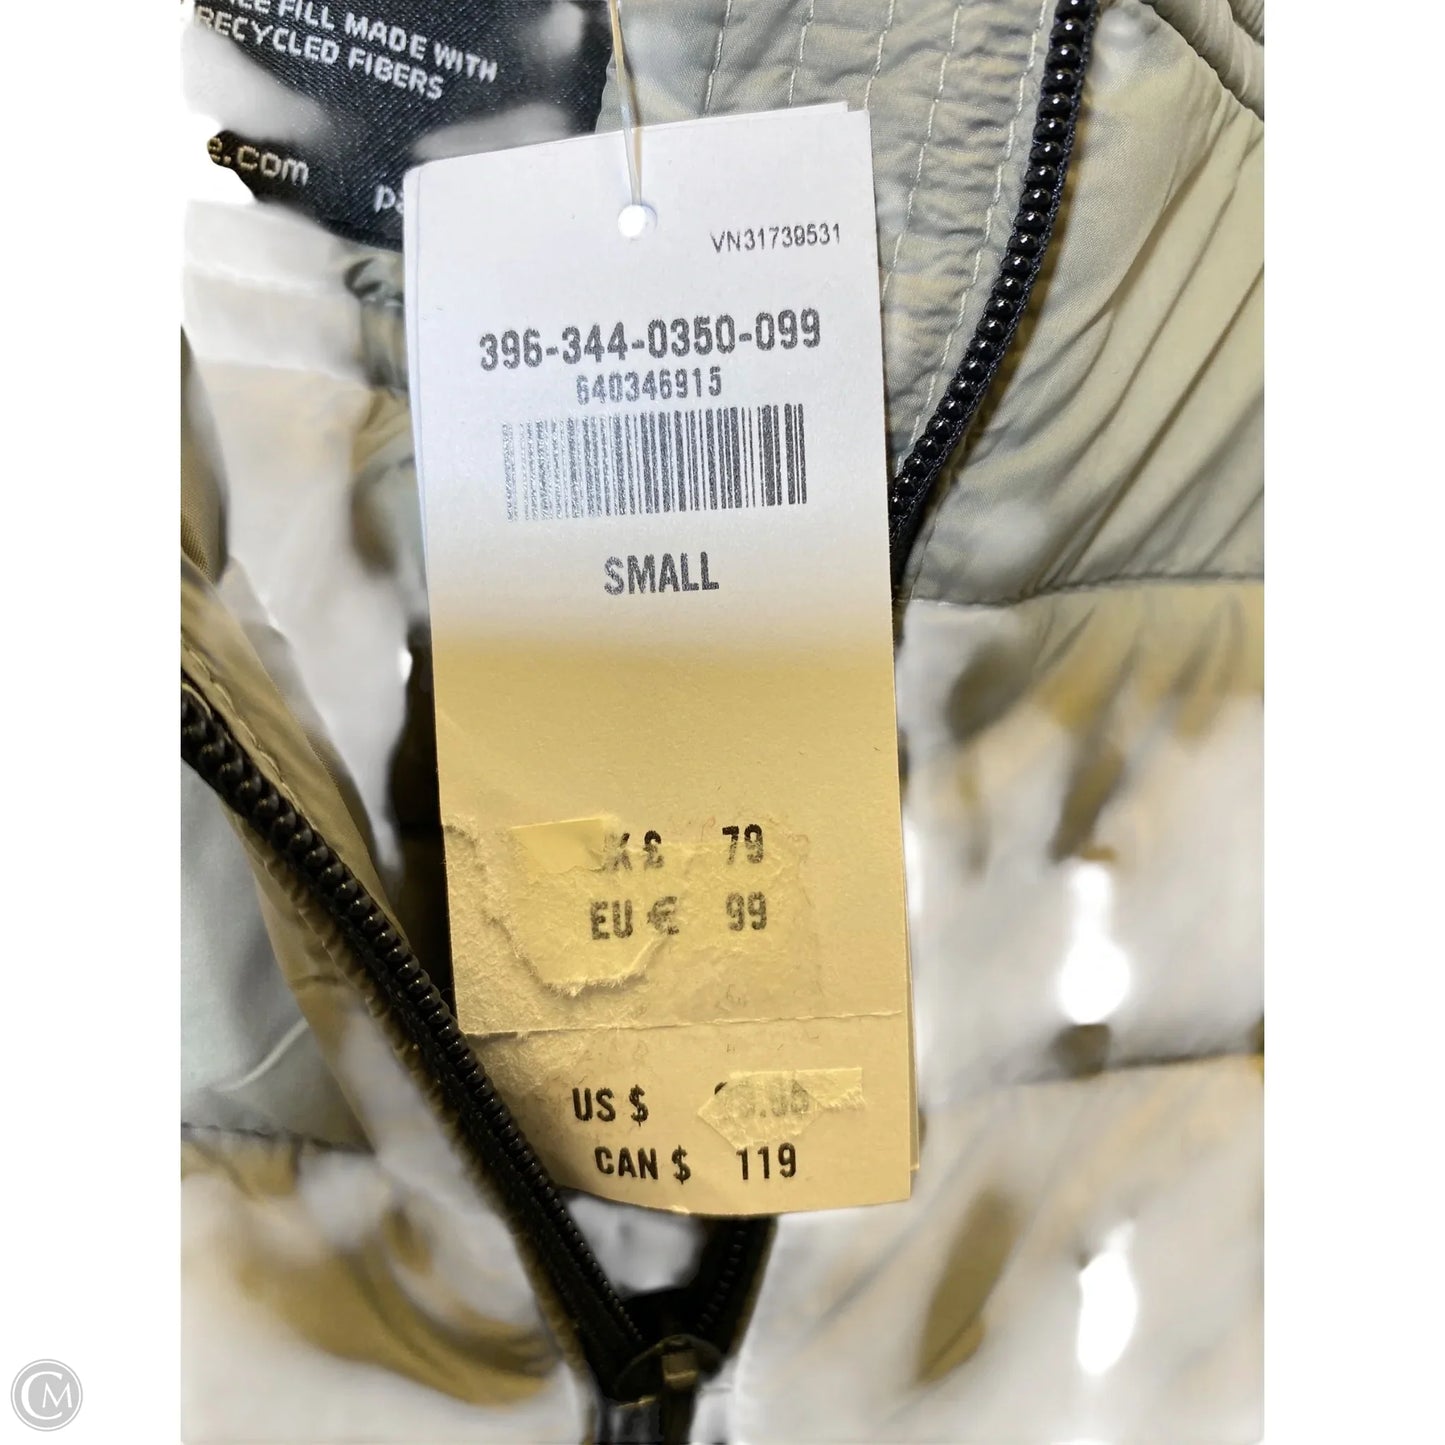 FILL MADE WITH
RECYCLED FIBERS
e.com
VN31739531
396-344-0350-099
640346915
SMALL
£ 79
EU € 99
US $
CAN $ 119
CM